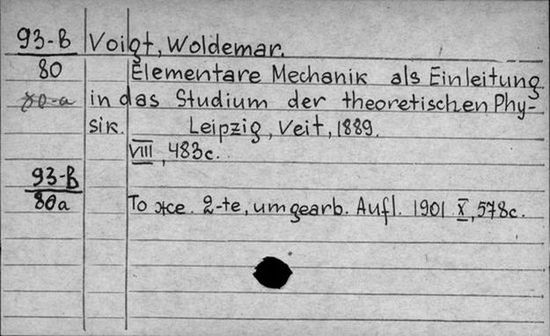 93-B Voigt, Woldemar.
80 Elementare Mechanik als Einleitung
80-a in das Studium der theoretischen Phy-
sik. Leipzig, Veit, 1889.
VIII, 483c.
93-B
80a То же. 2-te, umgearb. Aufl. 1901. X, 578c.